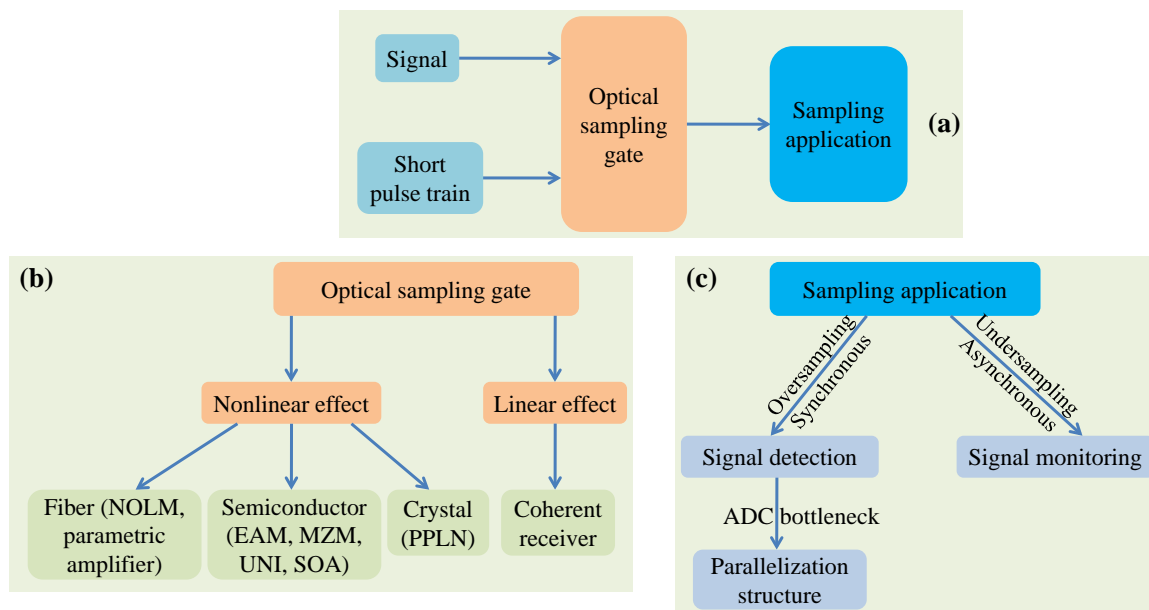 Signal
Short
pulse train
Optical
sampling
gate
Sampling
application
(a)
(b)
Optical sampling gate
Nonlinear effect
Linear effect
Fiber (NOLM,
parametric
amplifier)
Semiconductor
(EAM, MZM,
UNI, SOA)
Crystal
(PPLN)
Coherent
receiver
(c)
Sampling application
Oversampling
Synchronous
Undersampling
Asynchronous
Signal detection
Signal monitoring
ADC bottleneck
Parallelization
structure